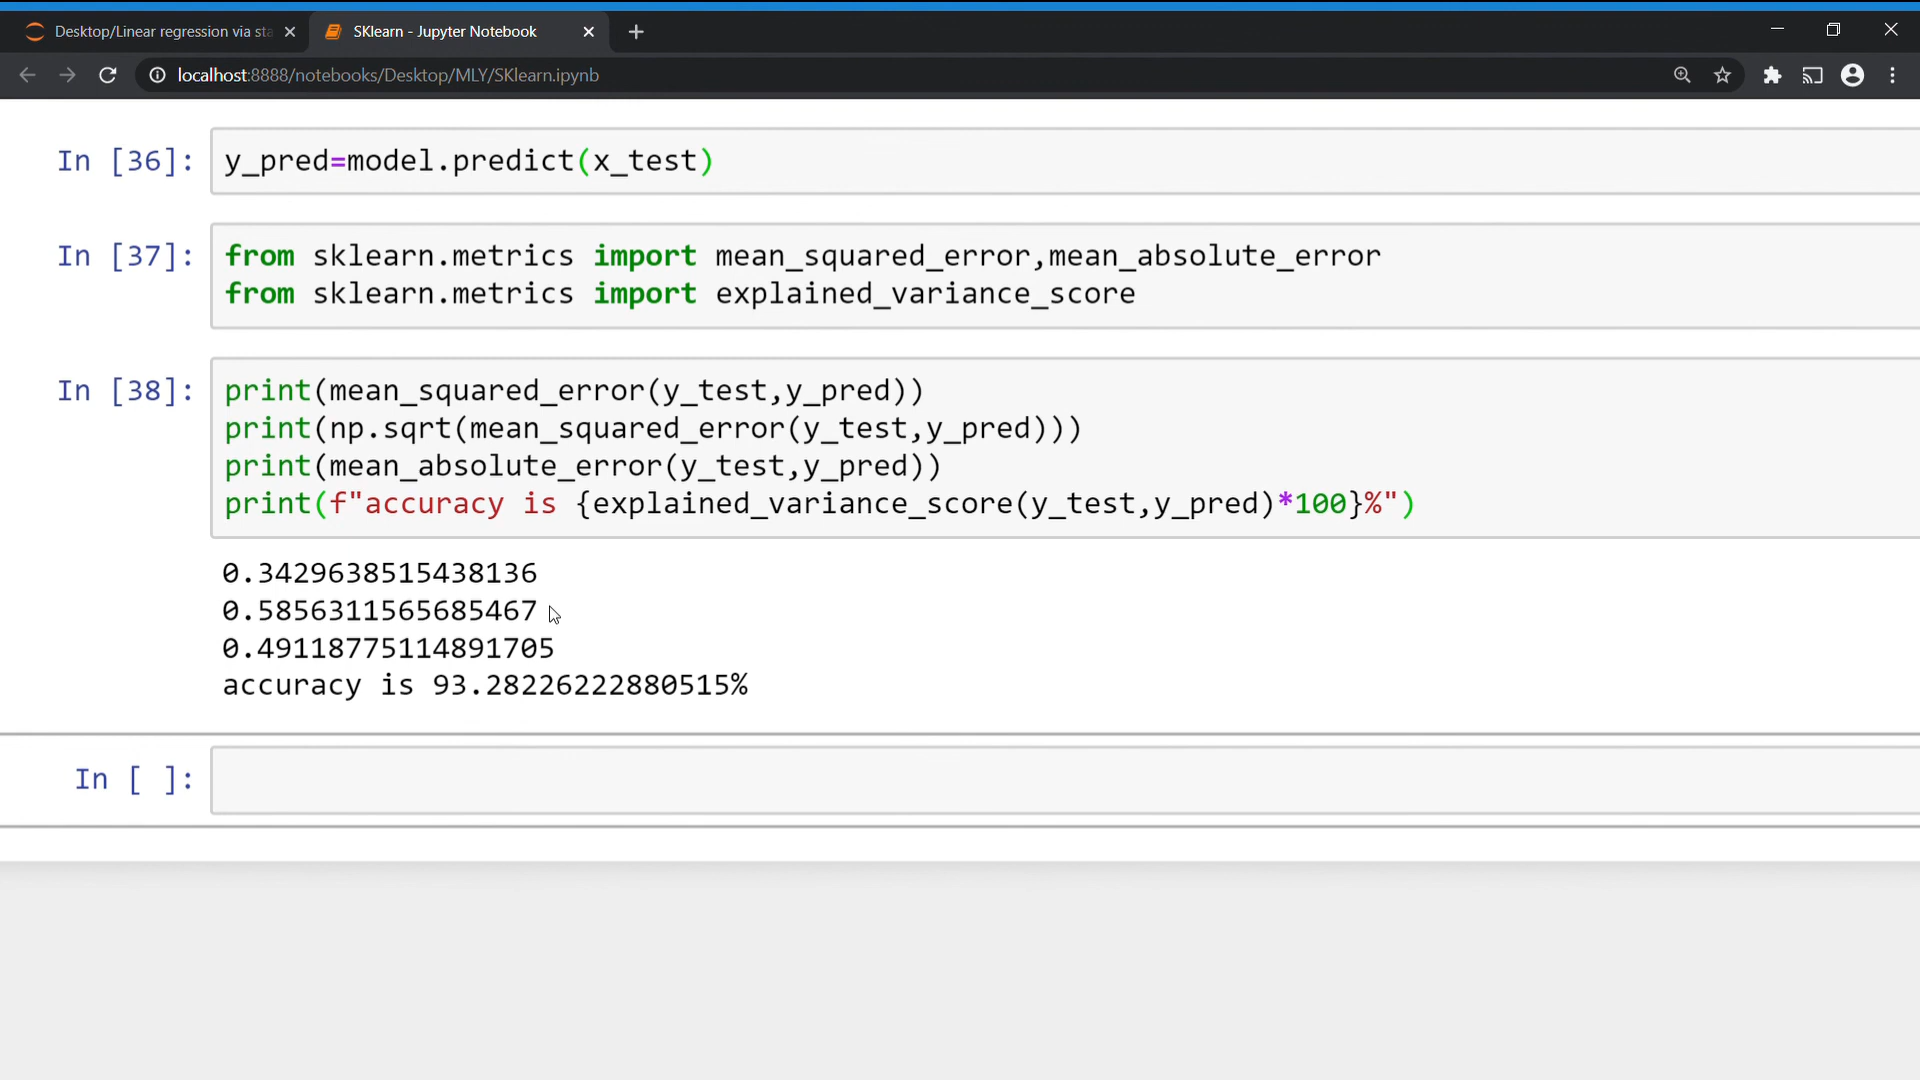 Desktop/Linear regression via sta
SKlearn - Jupyter Notebook
localhost:8888/notebooks/Desktop/MLY/SKlearn.ipynb
In [36]: y_pred=model.predict(x_test)
In [37]: from sklearn.metrics import mean_squared_error,mean_absolute_error
from sklearn.metrics import explained_variance_score
In [38]: print(mean_squared_error(y_test,y_pred))
print(np.sqrt(mean_squared_error(y_test,y_pred)))
print(mean_absolute_error(y_test,y_pred))
print(f"accuracy is {explained_variance_score(y_test,y_pred)*100}%")
0.3429638515438136
0.5856311565685467
0.49118775114891705
accuracy is 93.28226222880515%
In [ ]: